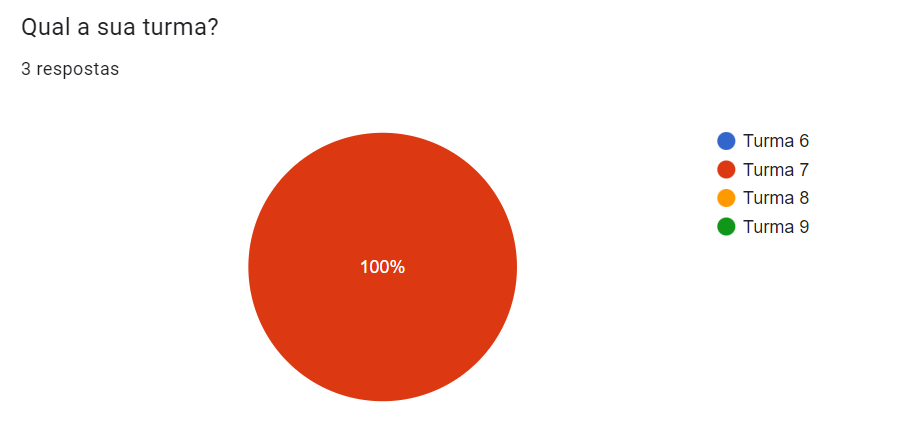 Qual a sua turma?
3 respostas
100%
Turma 6
Turma 7
Turma 8
Turma 9